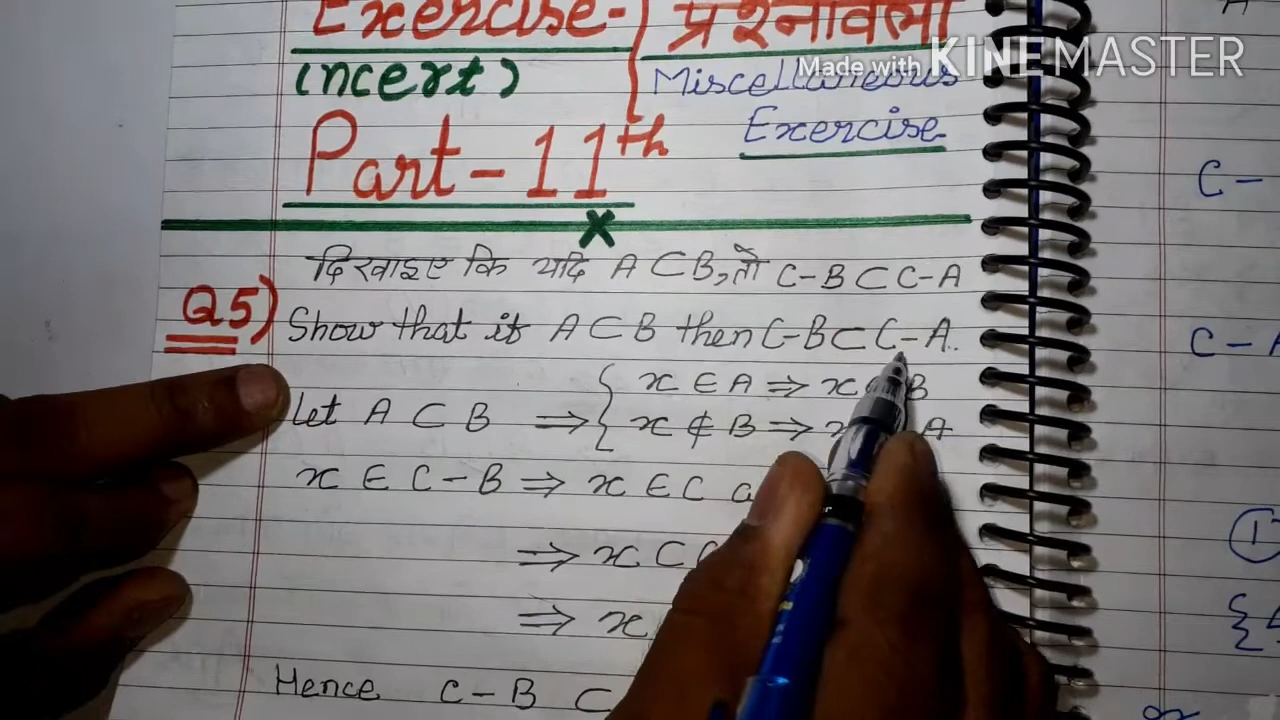 Exercise-
प्रश्नावली
Made with KINEMASTER
(ncert)
Miscellaneous
Exercise
Part-11th
दिखाइए कि यदि A ⊂ B, तो C-B ⊂ C-A
Q5) Show that if A ⊂ B then C-B ⊂ C-A.
x ∈ A ⇒ x B
Let A ⊂ B ⇒ {
x ∉ B ⇒ x A
x ∈ C-B ⇒ x ∈ C
⇒ x ⊂
⇒ x
Hence C-B ⊂
C-
C-A
1